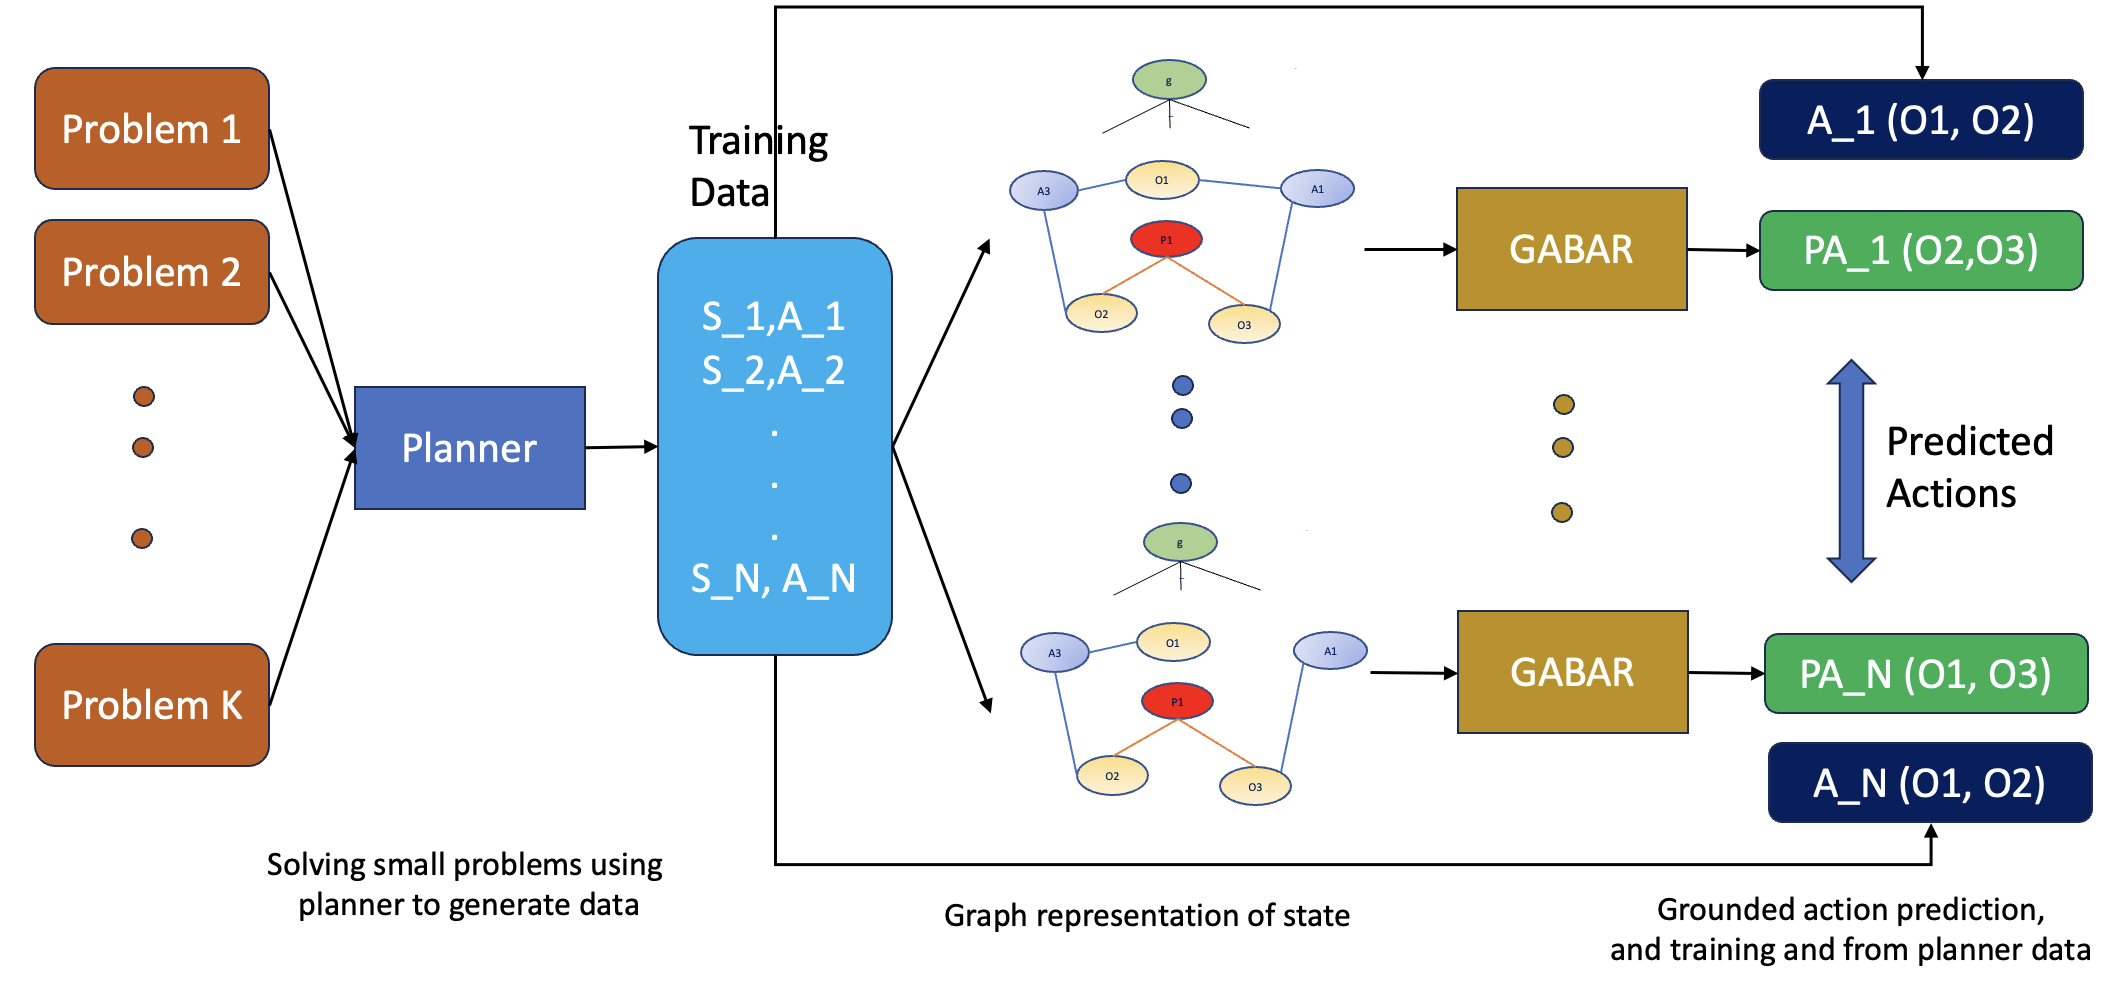 Problem 1
Problem 2
Problem K
Planner
Training
Data
S_1,A_1
S_2,A_2
.
.
.
S_N, A_N
g
A3
O1
A1
P1
O2
O3
g
A3
O1
A1
P1
O2
O3
GABAR
GABAR
A_1 (O1, O2)
PA_1 (O2,O3)
Predicted
Actions
PA_N (O1, O3)
A_N (O1, O2)
Solving small problems using
planner to generate data
Graph representation of state
Grounded action prediction,
and training and from planner data